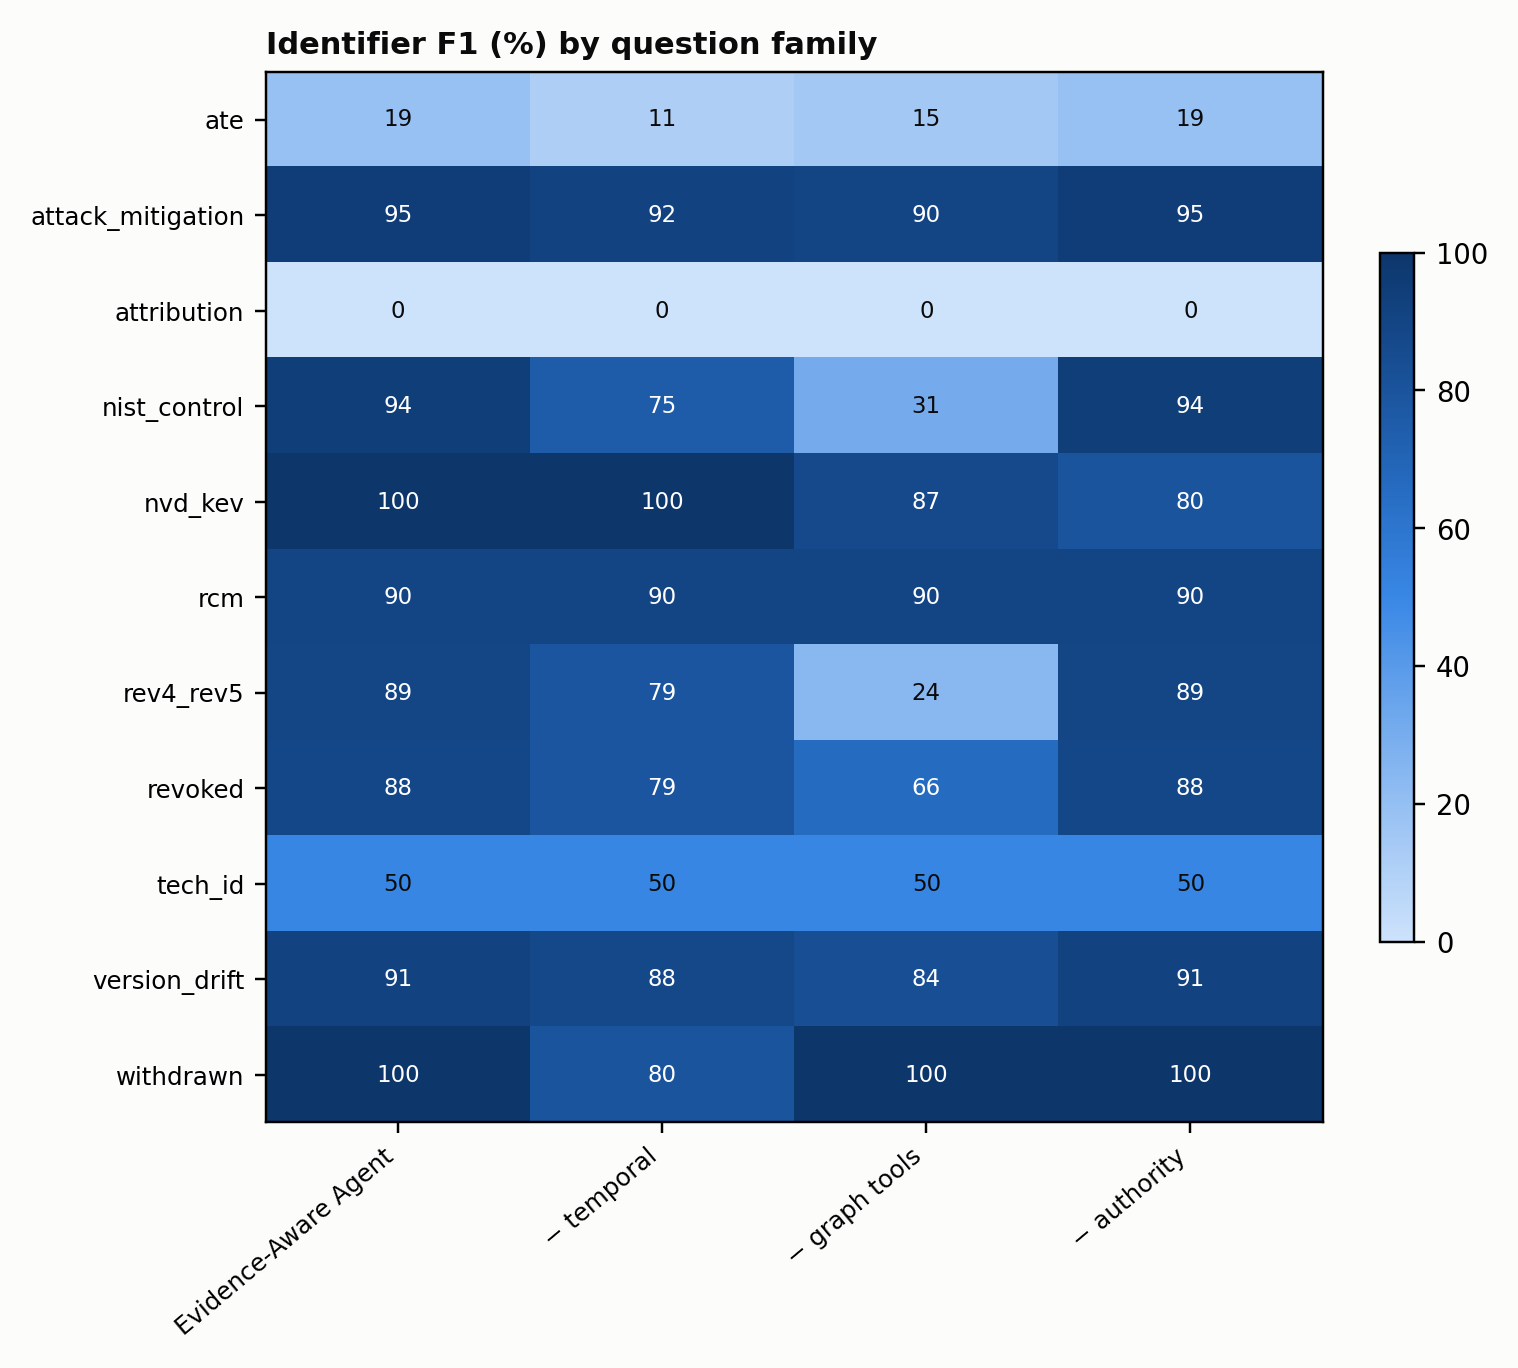 Identifier F1 (%) by question family
ate 19 11 15 19
attack_mitigation 95 92 90 95
attribution 0 0 0 0
nist_control 94 75 31 94
nvd_kev 100 100 87 80
rcm 90 90 90 90
rev4_rev5 89 79 24 89
revoked 88 79 66 88
tech_id 50 50 50 50
version_drift 91 88 84 91
withdrawn 100 80 100 100
Evidence-Aware Agent
− temporal
− graph tools
− authority
100
80
60
40
20
0